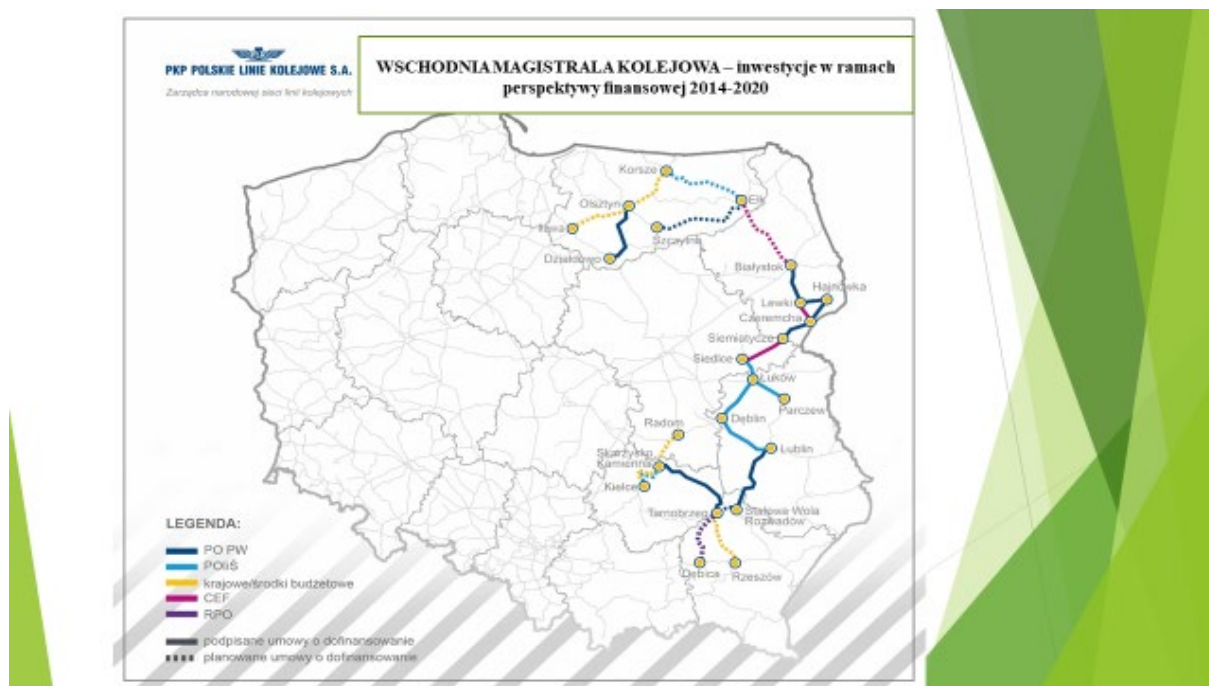 PKP POLSKIE LINIE KOLEJOWE S.A.
Zarządca narodowej sieci linii kolejowych
WSCHODNIA MAGISTRALA KOLEJOWA – inwestycje w ramach
perspektywy finansowej 2014-2020
Korsze
Olsztyn
Ełk
Iława
Szczytno
Działdowo
Białystok
Hajnówka
Lewki
Czeremcha
Siemiatycze
Siedlce
Łuków
Parczew
Radom
Dęblin
Lublin
Skarżysko
Kamienna
Kielce
Tarnobrzeg
Stalowa Wola
Rozwadów
Dębica
Rzeszów
LEGENDA:
PO PW
POIiŚ
krajowe/środki budżetowe
CEF
RPO
podpisane umowy o dofinansowanie
planowane umowy o dofinansowanie